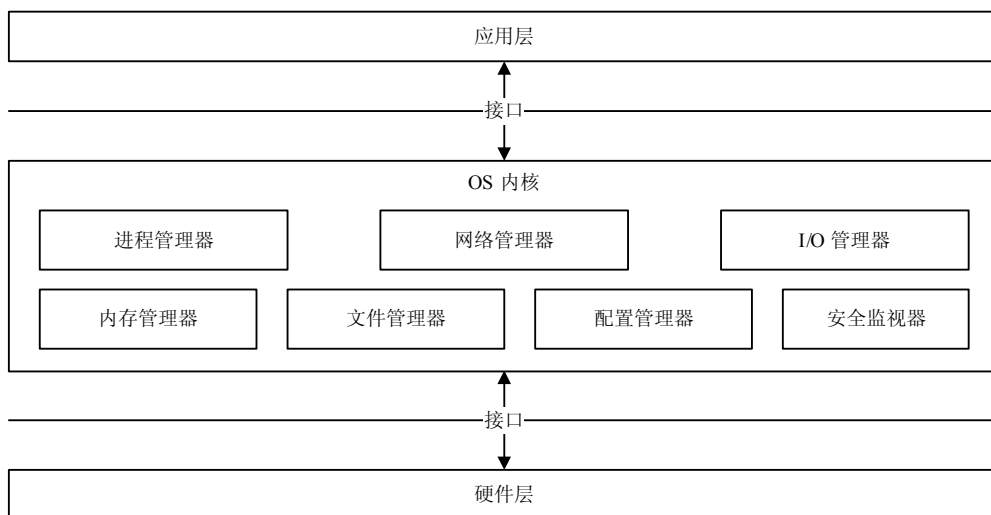 应用层
接口
OS 内核
进程管理器 网络管理器 I/O 管理器
内存管理器 文件管理器 配置管理器 安全监视器
接口
硬件层